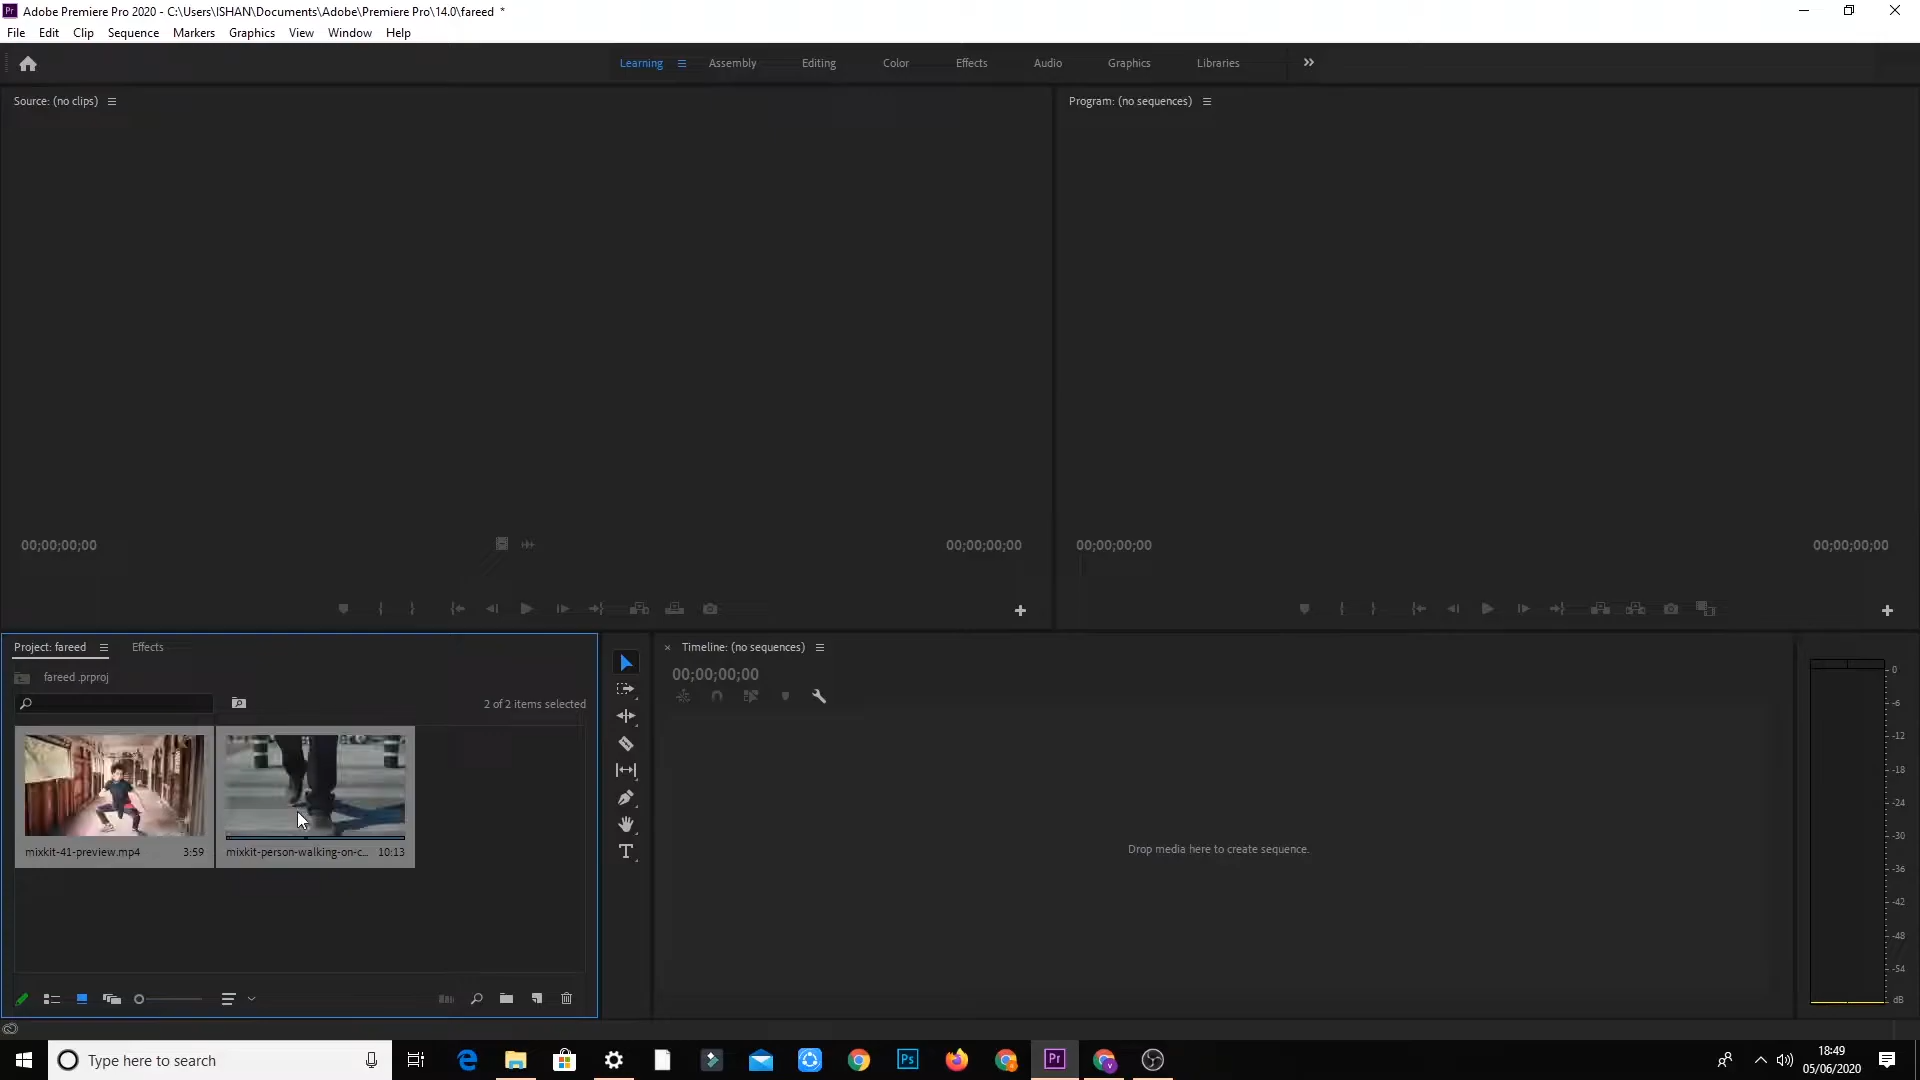 Pr Adobe Premiere Pro 2020 - C:\Users\ISHAN\Documents\Adobe\Premiere Pro\14.0\fareed *
File Edit Clip Sequence Markers Graphics View Window Help
Learning Assembly Editing Color Effects Audio Graphics Libraries
Source: (no clips)
Program: (no sequences)
00;00;00;00 00;00;00;00
00;00;00;00 00;00;00;00
Project: fareed Effects
fareed .prproj
2 of 2 items selected
mixkit-41-preview.mp4 3:59
mixkit-person-walking-on-c... 10:13
× Timeline: (no sequences)
00;00;00;00
Drop media here to create sequence.
0
-6
-12
-18
-24
-30
-36
-42
-48
-54
dB
Type here to search
Ps
Pr
V
18:49
05/06/2020